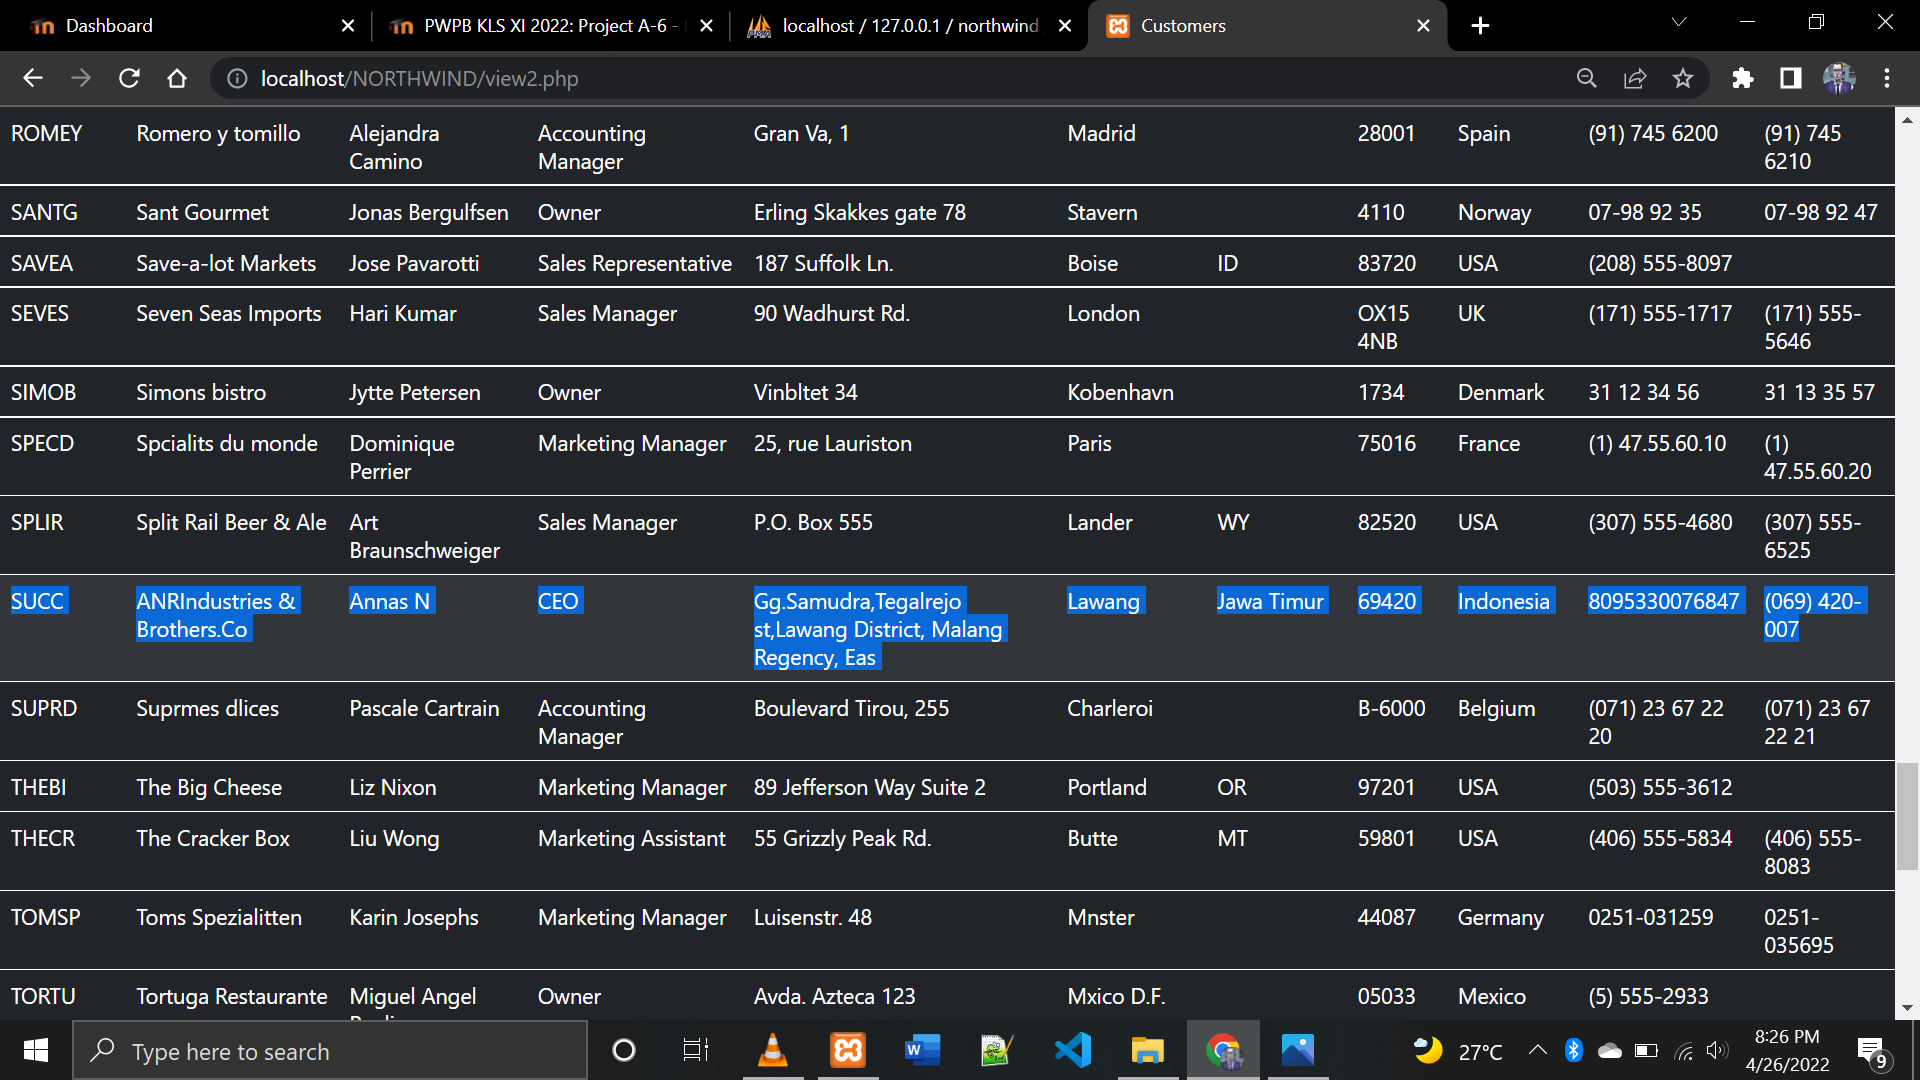 Dashboard
PWPB KLS XI 2022: Project A-6 -
localhost / 127.0.0.1 / northwind
Customers
localhost/NORTHWIND/view2.php
ROMEY Romero y tomillo Alejandra Camino Accounting Manager Gran Va, 1 Madrid 28001 Spain (91) 745 6200 (91) 745 6210
SANTG Sant Gourmet Jonas Bergulfsen Owner Erling Skakkes gate 78 Stavern 4110 Norway 07-98 92 35 07-98 92 47
SAVEA Save-a-lot Markets Jose Pavarotti Sales Representative 187 Suffolk Ln. Boise ID 83720 USA (208) 555-8097
SEVES Seven Seas Imports Hari Kumar Sales Manager 90 Wadhurst Rd. London OX15 4NB UK (171) 555-1717 (171) 555-5646
SIMOB Simons bistro Jytte Petersen Owner Vinbltet 34 Kobenhavn 1734 Denmark 31 12 34 56 31 13 35 57
SPECD Spcialits du monde Dominique Perrier Marketing Manager 25, rue Lauriston Paris 75016 France (1) 47.55.60.10 (1) 47.55.60.20
SPLIR Split Rail Beer & Ale Art Braunschweiger Sales Manager P.O. Box 555 Lander WY 82520 USA (307) 555-4680 (307) 555-6525
SUCC ANRIndustries & Brothers.Co Annas N CEO Gg.Samudra,Tegalrejo st,Lawang District, Malang Regency, Eas Lawang Jawa Timur 69420 Indonesia 8095330076847 (069) 420-007
SUPRD Suprmes dlices Pascale Cartrain Accounting Manager Boulevard Tirou, 255 Charleroi B-6000 Belgium (071) 23 67 22 20 (071) 23 67 22 21
THEBI The Big Cheese Liz Nixon Marketing Manager 89 Jefferson Way Suite 2 Portland OR 97201 USA (503) 555-3612
THECR The Cracker Box Liu Wong Marketing Assistant 55 Grizzly Peak Rd. Butte MT 59801 USA (406) 555-5834 (406) 555-8083
TOMSP Toms Spezialitten Karin Josephs Marketing Manager Luisenstr. 48 Mnster 44087 Germany 0251-031259 0251-035695
TORTU Tortuga Restaurante Miguel Angel Owner Avda. Azteca 123 Mxico D.F. 05033 Mexico (5) 555-2933
Type here to search
27°C
8:26 PM
4/26/2022
9